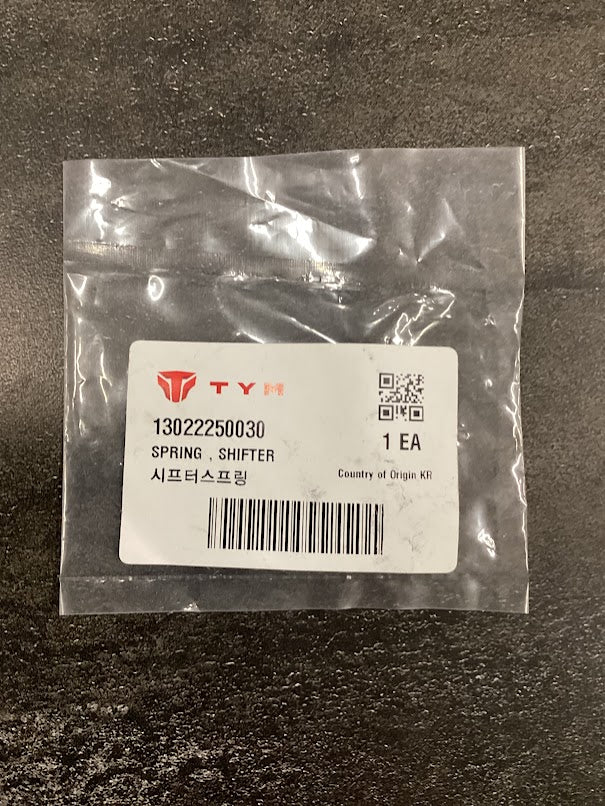 TYM
13022250030
1 EA
SPRING , SHIFTER
Country of Origin KR
시프터스프링